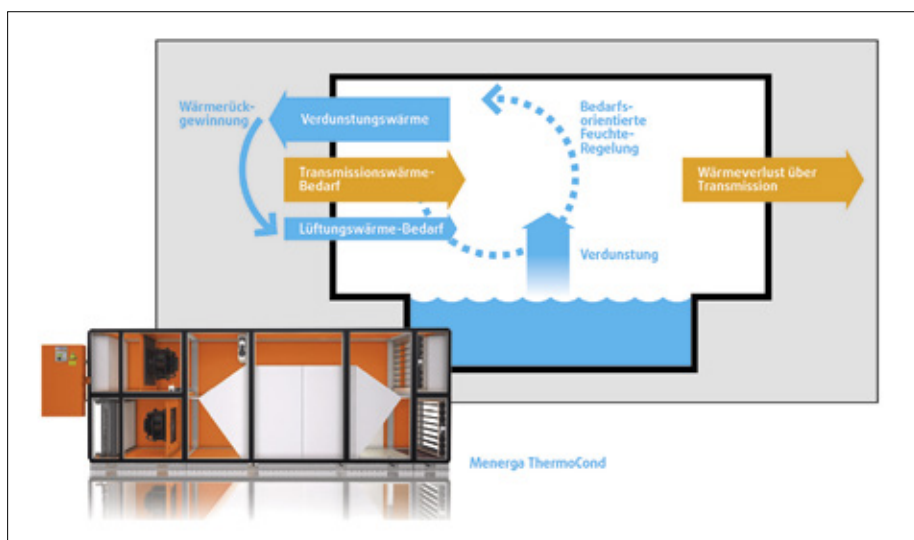 Wärmerück-
gewinnung
Verdunstungswärme
Bedarfs-
orientierte
Feuchte-
Regelung
Transmissionswärme-
Bedarf
Wärmeverlust über
Transmission
Lüftungswärme-Bedarf
Verdunstung
Menerga ThermoCond